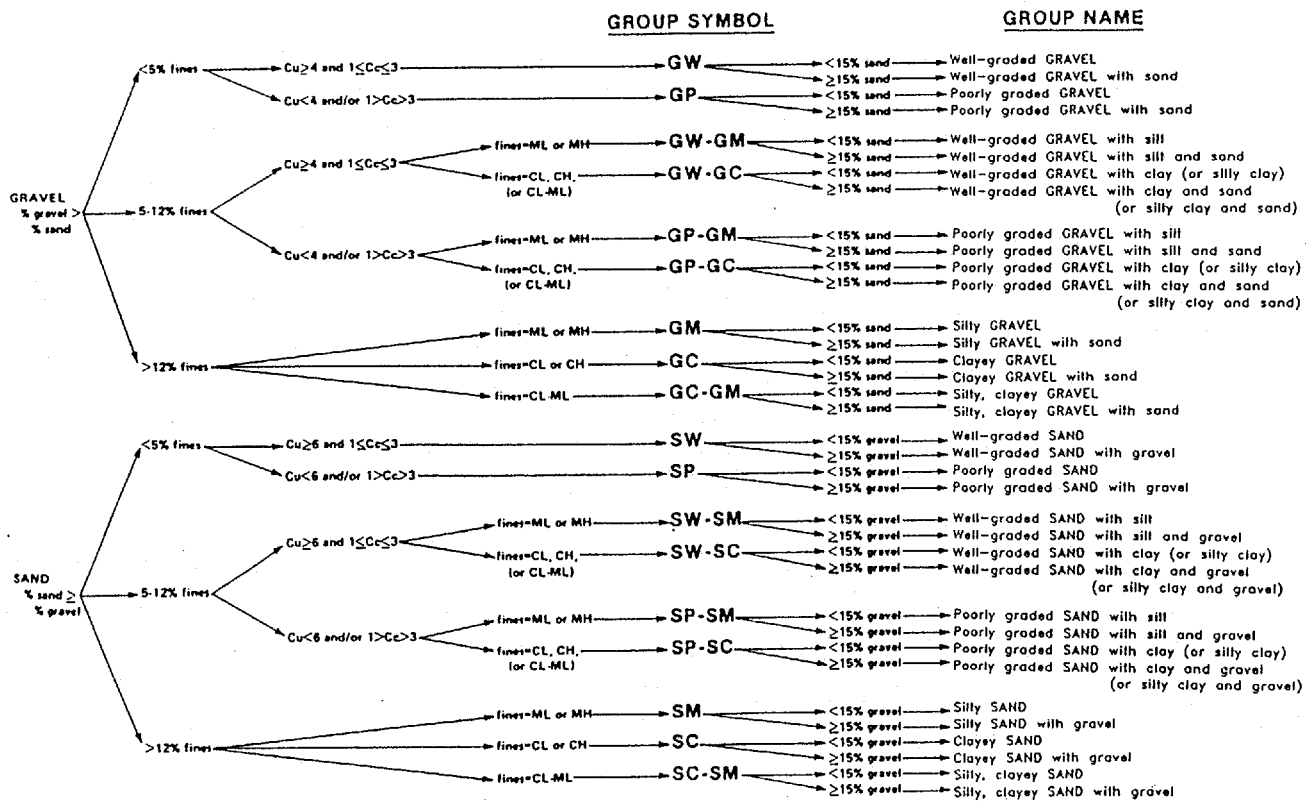 GROUP SYMBOL GROUP NAME
<5% fines Cu≥4 and 1≤Cc≤3 GW <15% sand Well-graded GRAVEL
≥15% sand Well-graded GRAVEL with sand
Cu<4 and/or 1>Cc>3 GP <15% sand Poorly graded GRAVEL
≥15% sand Poorly graded GRAVEL with sand
GRAVEL
% gravel >
% sand
5-12% fines Cu≥4 and 1≤Cc≤3 fines=ML or MH GW-GM <15% sand Well-graded GRAVEL with silt
≥15% sand Well-graded GRAVEL with silt and sand
fines=CL, CH, GW-GC <15% sand Well-graded GRAVEL with clay (or silty clay)
(or CL-ML) ≥15% sand Well-graded GRAVEL with clay and sand
(or silty clay and sand)
Cu<4 and/or 1>Cc>3 fines=ML or MH GP-GM <15% sand Poorly graded GRAVEL with silt
≥15% sand Poorly graded GRAVEL with silt and sand
fines=CL, CH, GP-GC <15% sand Poorly graded GRAVEL with clay (or silty clay)
(or CL-ML) ≥15% sand Poorly graded GRAVEL with clay and sand
(or silty clay and sand)
>12% fines fines=ML or MH GM <15% sand Silty GRAVEL
≥15% sand Silty GRAVEL with sand
fines=CL or CH GC <15% sand Clayey GRAVEL
≥15% sand Clayey GRAVEL with sand
fines=CL-ML GC-GM <15% sand Silty, clayey GRAVEL
≥15% sand Silty, clayey GRAVEL with sand
<5% fines Cu≥6 and 1≤Cc≤3 SW <15% gravel Well-graded SAND
≥15% gravel Well-graded SAND with gravel
Cu<6 and/or 1>Cc>3 SP <15% gravel Poorly graded SAND
≥15% gravel Poorly graded SAND with gravel
SAND
% sand ≥
% gravel
5-12% fines Cu≥6 and 1≤Cc≤3 fines=ML or MH SW-SM <15% gravel Well-graded SAND with silt
≥15% gravel Well-graded SAND with silt and gravel
fines=CL, CH, SW-SC <15% gravel Well-graded SAND with clay (or silty clay)
(or CL-ML) ≥15% gravel Well-graded SAND with clay and gravel
(or silty clay and gravel)
Cu<6 and/or 1>Cc>3 fines=ML or MH SP-SM <15% gravel Poorly graded SAND with silt
≥15% gravel Poorly graded SAND with silt and gravel
fines=CL, CH, SP-SC <15% gravel Poorly graded SAND with clay (or silty clay)
(or CL-ML) ≥15% gravel Poorly graded SAND with clay and gravel
(or silty clay and gravel)
>12% fines fines=ML or MH SM <15% gravel Silty SAND
≥15% gravel Silty SAND with gravel
fines=CL or CH SC <15% gravel Clayey SAND
≥15% gravel Clayey SAND with gravel
fines=CL-ML SC-SM <15% gravel Silty, clayey SAND
≥15% gravel Silty, clayey SAND with gravel